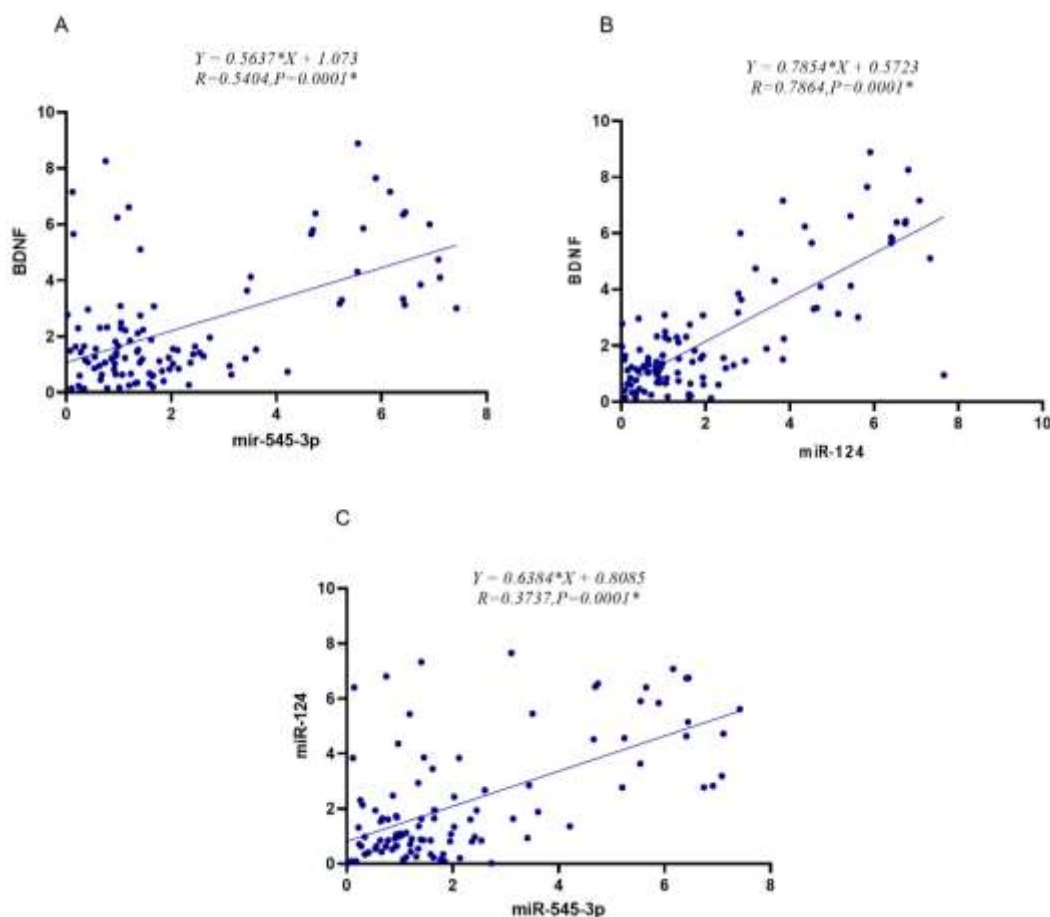 A
Y = 0.5637*X + 1.073
R=0.5404,P=0.0001*
10
8
6
4
2
0
BDNF
0 2 4 6 8
mir-545-3p
B
Y = 0.7854*X + 0.5723
R=0.7864,P=0.0001*
10
8
6
4
2
0
BDNF
0 2 4 6 8 10
miR-124
C
Y = 0.6384*X + 0.8085
R=0.3737,P=0.0001*
10
8
6
4
2
0
miR-124
0 2 4 6 8
miR-545-3p